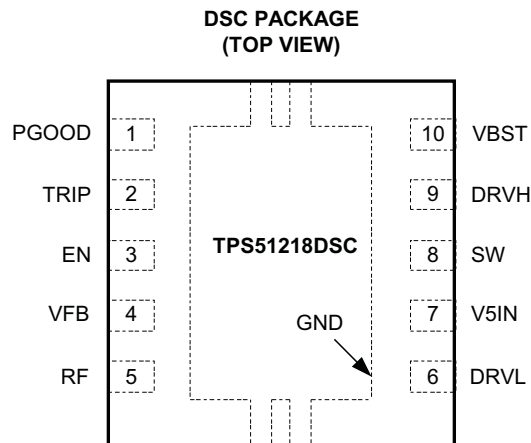 DSC PACKAGE
(TOP VIEW)
PGOOD 1 10 VBST
TRIP 2 9 DRVH
EN 3 TPS51218DSC 8 SW
VFB 4 GND 7 V5IN
RF 5 6 DRVL